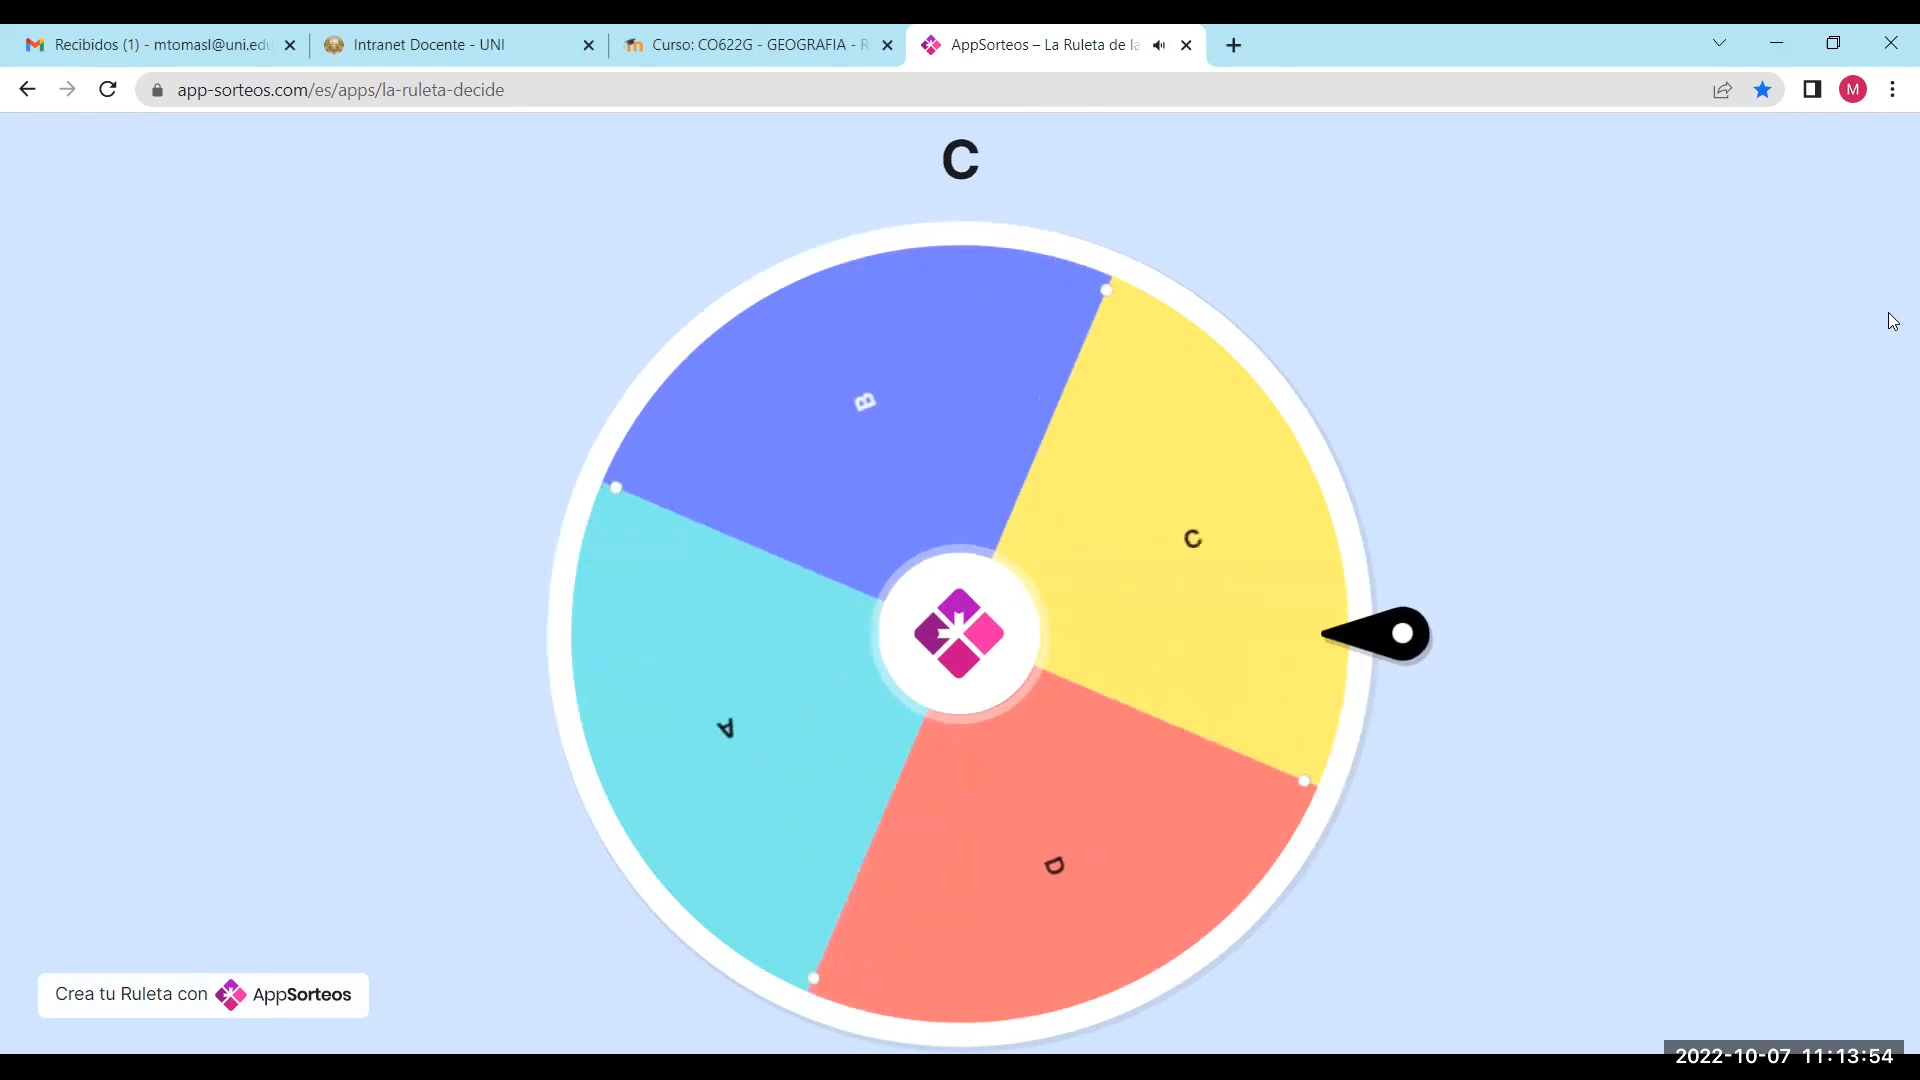 Recibidos (1) - mtomasl@uni.edu
Intranet Docente - UNI
Curso: CO622G - GEOGRAFIA - R
AppSorteos – La Ruleta de la
app-sorteos.com/es/apps/la-ruleta-decide
M
C
B
C
A
D
Crea tu Ruleta con AppSorteos
2022-10-07 11:13:54